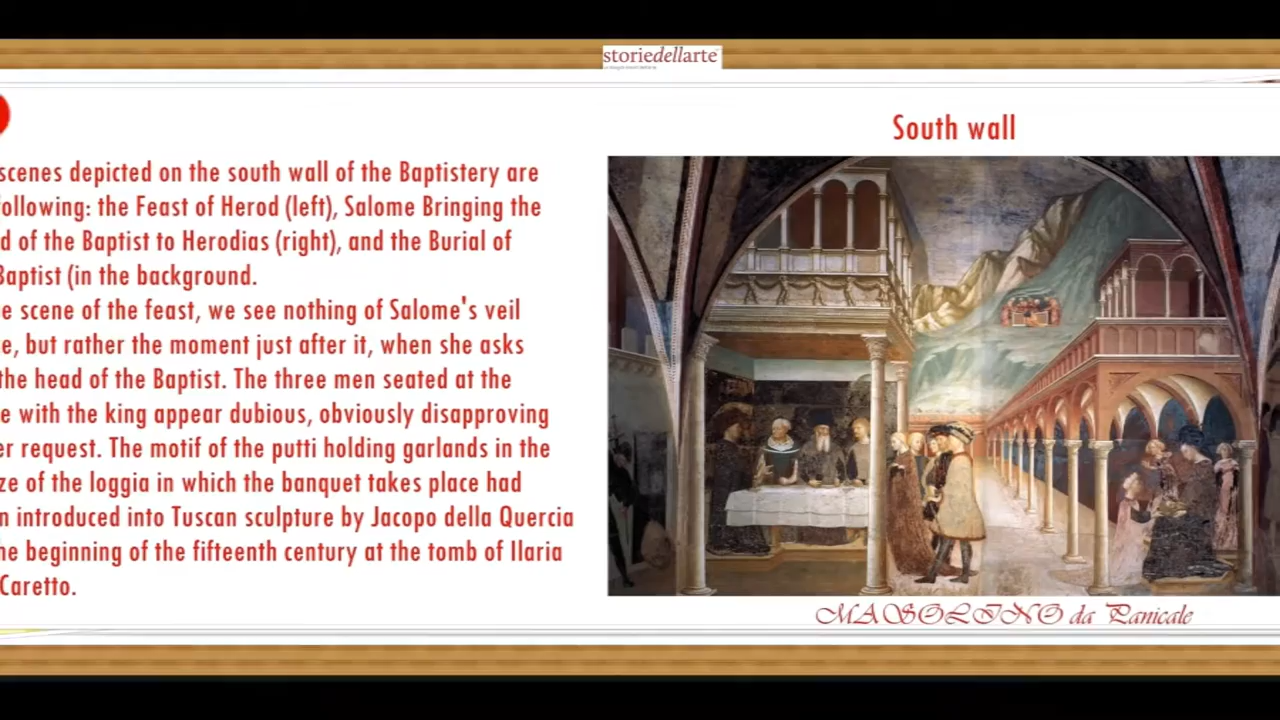 storiedellarte
South wall
scenes depicted on the south wall of the Baptistery are
following: the Feast of Herod (left), Salome Bringing the
d of the Baptist to Herodias (right), and the Burial of
Baptist (in the background.
e scene of the feast, we see nothing of Salome's veil
e, but rather the moment just after it, when she asks
the head of the Baptist. The three men seated at the
e with the king appear dubious, obviously disapproving
er request. The motif of the putti holding garlands in the
ze of the loggia in which the banquet takes place had
n introduced into Tuscan sculpture by Jacopo della Quercia
he beginning of the fifteenth century at the tomb of Ilaria
Caretto.
MASOLINO da Panicale